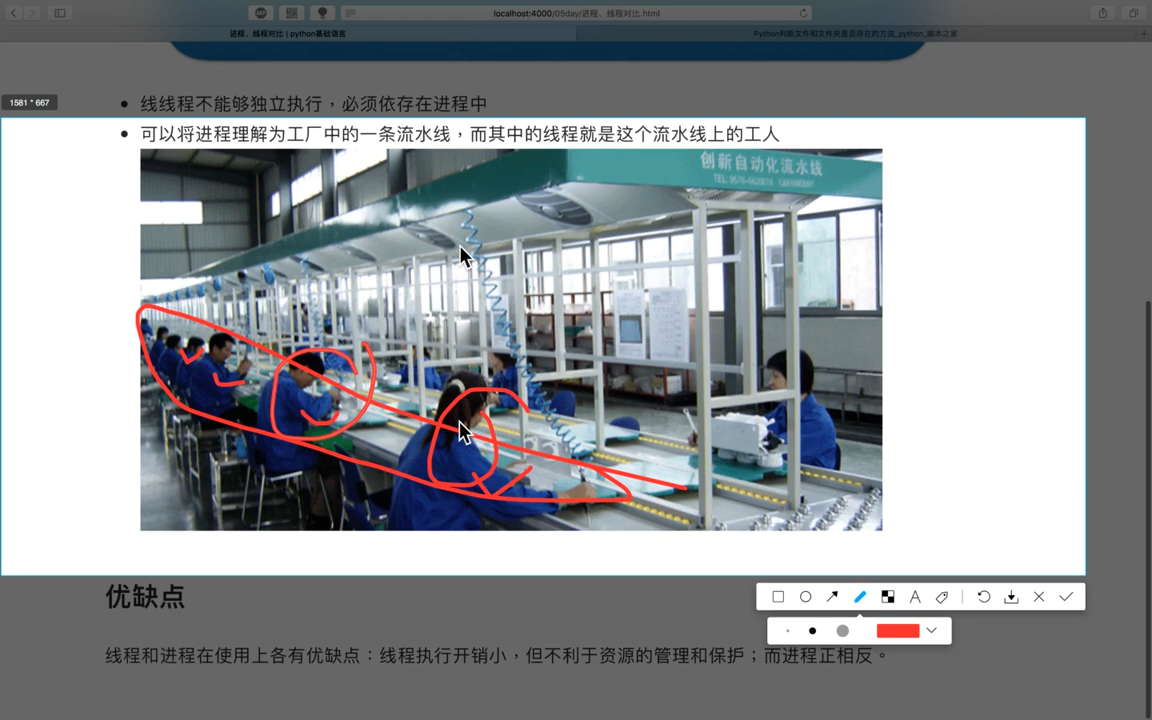 localhost:4000/05day/进程、线程对比.html
进程、线程对比 | python基础语言
Python判断文件和文件夹是否存在的方法_python_脚本之家
1581 * 667
线线程不能够独立执行，必须依存在进程中
可以将进程理解为工厂中的一条流水线，而其中的线程就是这个流水线上的工人
创新自动化流水线
优缺点
A
线程和进程在使用上各有优缺点：线程执行开销小，但不利于资源的管理和保护；而进程正相反。